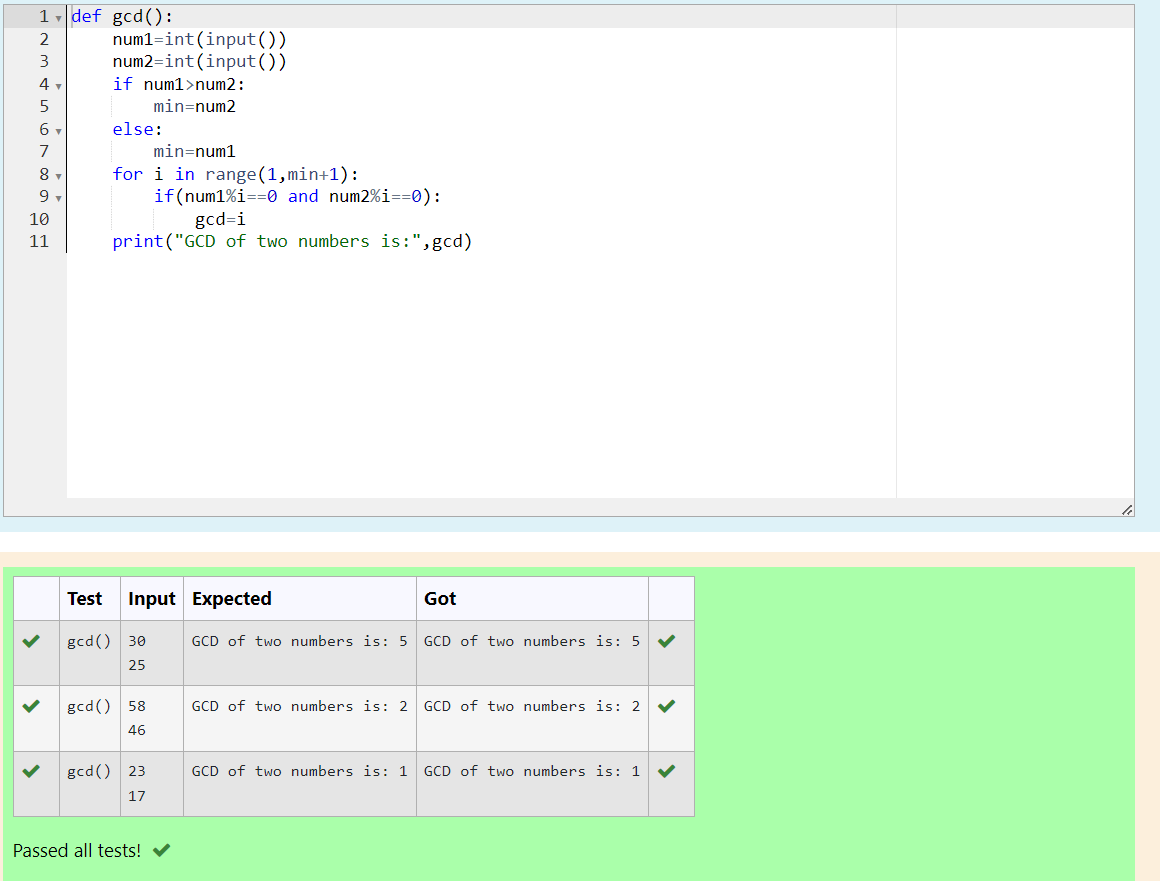 1 def gcd():
2     num1=int(input())
3     num2=int(input())
4     if num1>num2:
5         min=num2
6     else:
7         min=num1
8     for i in range(1,min+1):
9         if(num1%i==0 and num2%i==0):
10             gcd=i
11     print("GCD of two numbers is:",gcd)
Test Input Expected Got
gcd() 30 GCD of two numbers is: 5 GCD of two numbers is: 5
25
gcd() 58 GCD of two numbers is: 2 GCD of two numbers is: 2
46
gcd() 23 GCD of two numbers is: 1 GCD of two numbers is: 1
17
Passed all tests!